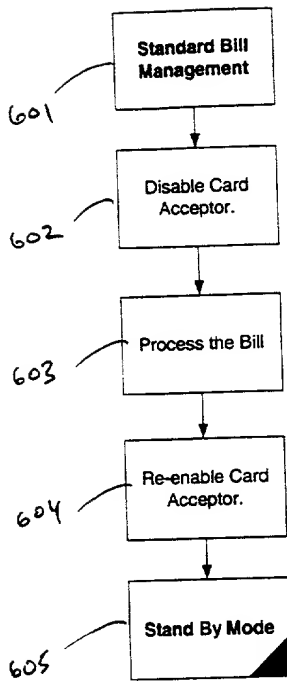 Standard Bill
Management
601
Disable Card
Acceptor.
602
Process the Bill
603
Re-enable Card
Acceptor.
604
Stand By Mode
605